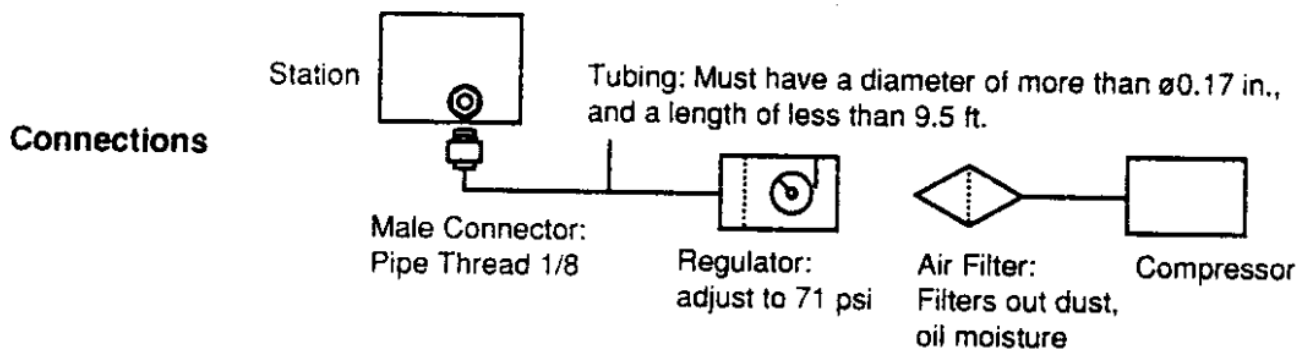 Station
Tubing: Must have a diameter of more than ø0.17 in.,
and a length of less than 9.5 ft.
Connections
Male Connector:
Pipe Thread 1/8
Regulator:
adjust to 71 psi
Air Filter:
Filters out dust,
oil moisture
Compressor